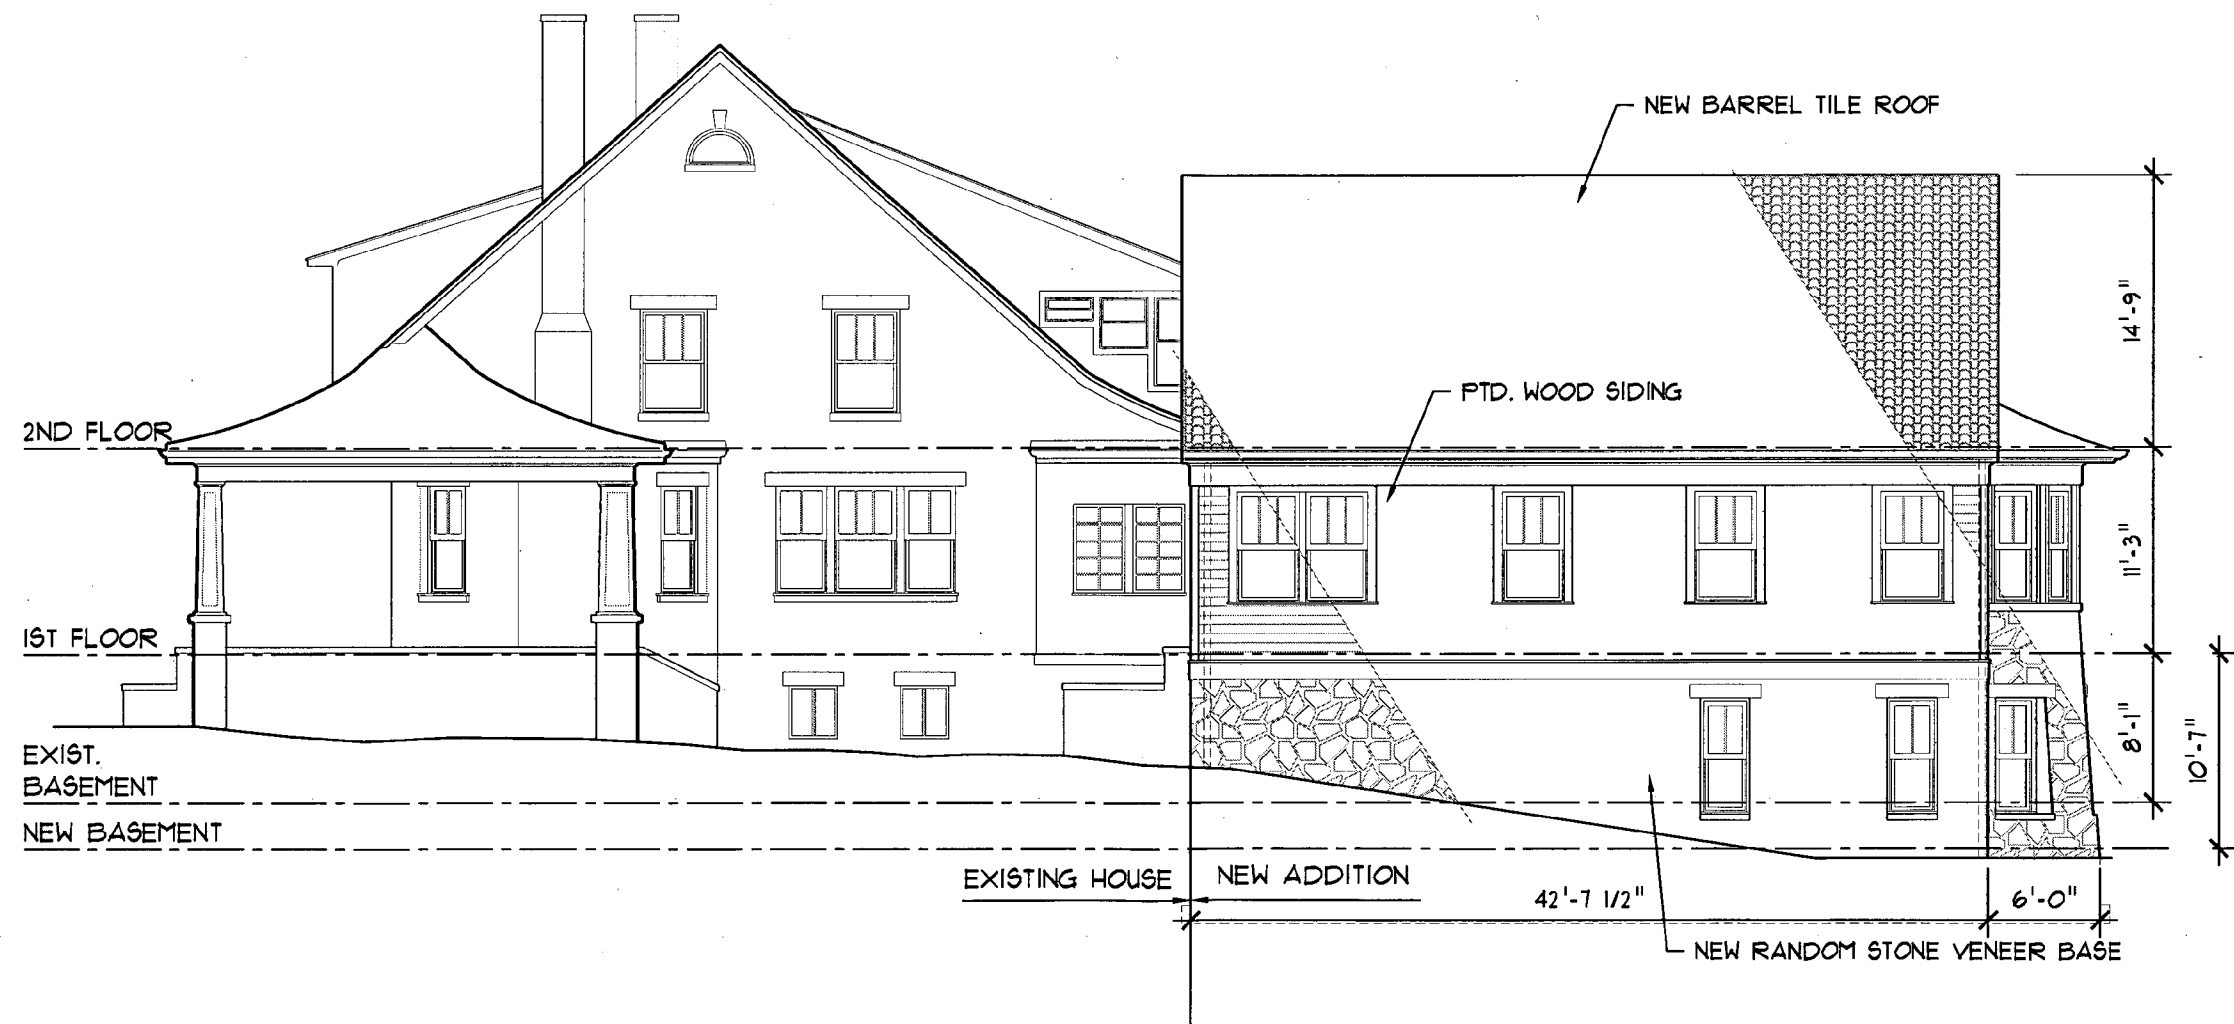 NEW BARREL TILE ROOF
14'-9"
PTD. WOOD SIDING
2ND FLOOR
11'-3"
1ST FLOOR
8'-1"
10'-7"
EXIST.
BASEMENT
NEW BASEMENT
EXISTING HOUSE
NEW ADDITION
42'-7 1/2"
6'-0"
NEW RANDOM STONE VENEER BASE